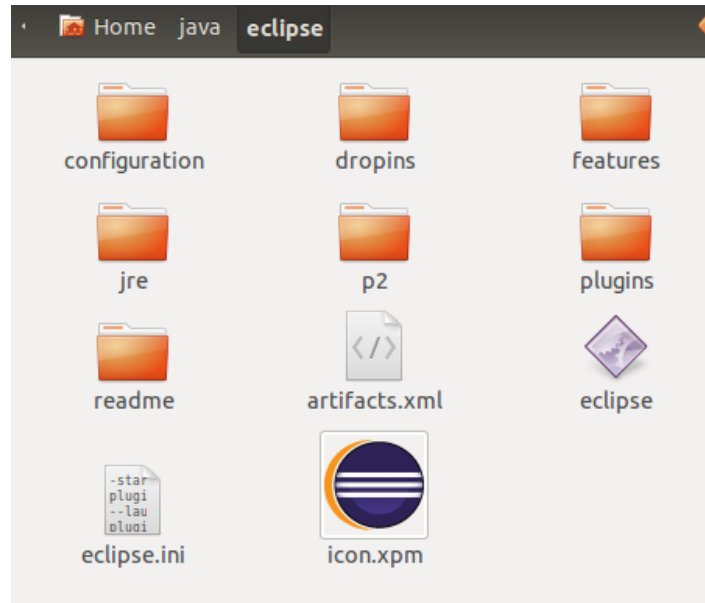 Home java eclipse
configuration dropins features
jre p2 plugins
readme artifacts.xml eclipse
</>
-star
plugi
--lau
plugi
eclipse.ini icon.xpm